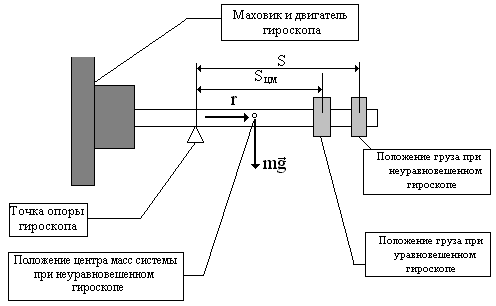 Маховик и двигатель
гироскопа
S
Sцм
r
mg⃗
Положение груза при
неуравновешенном
гироскопе
Точка опоры
гироскопа
Положение центра масс системы
при неуравновешенном
гироскопе
Положение груза при
уравновешенном
гироскопе